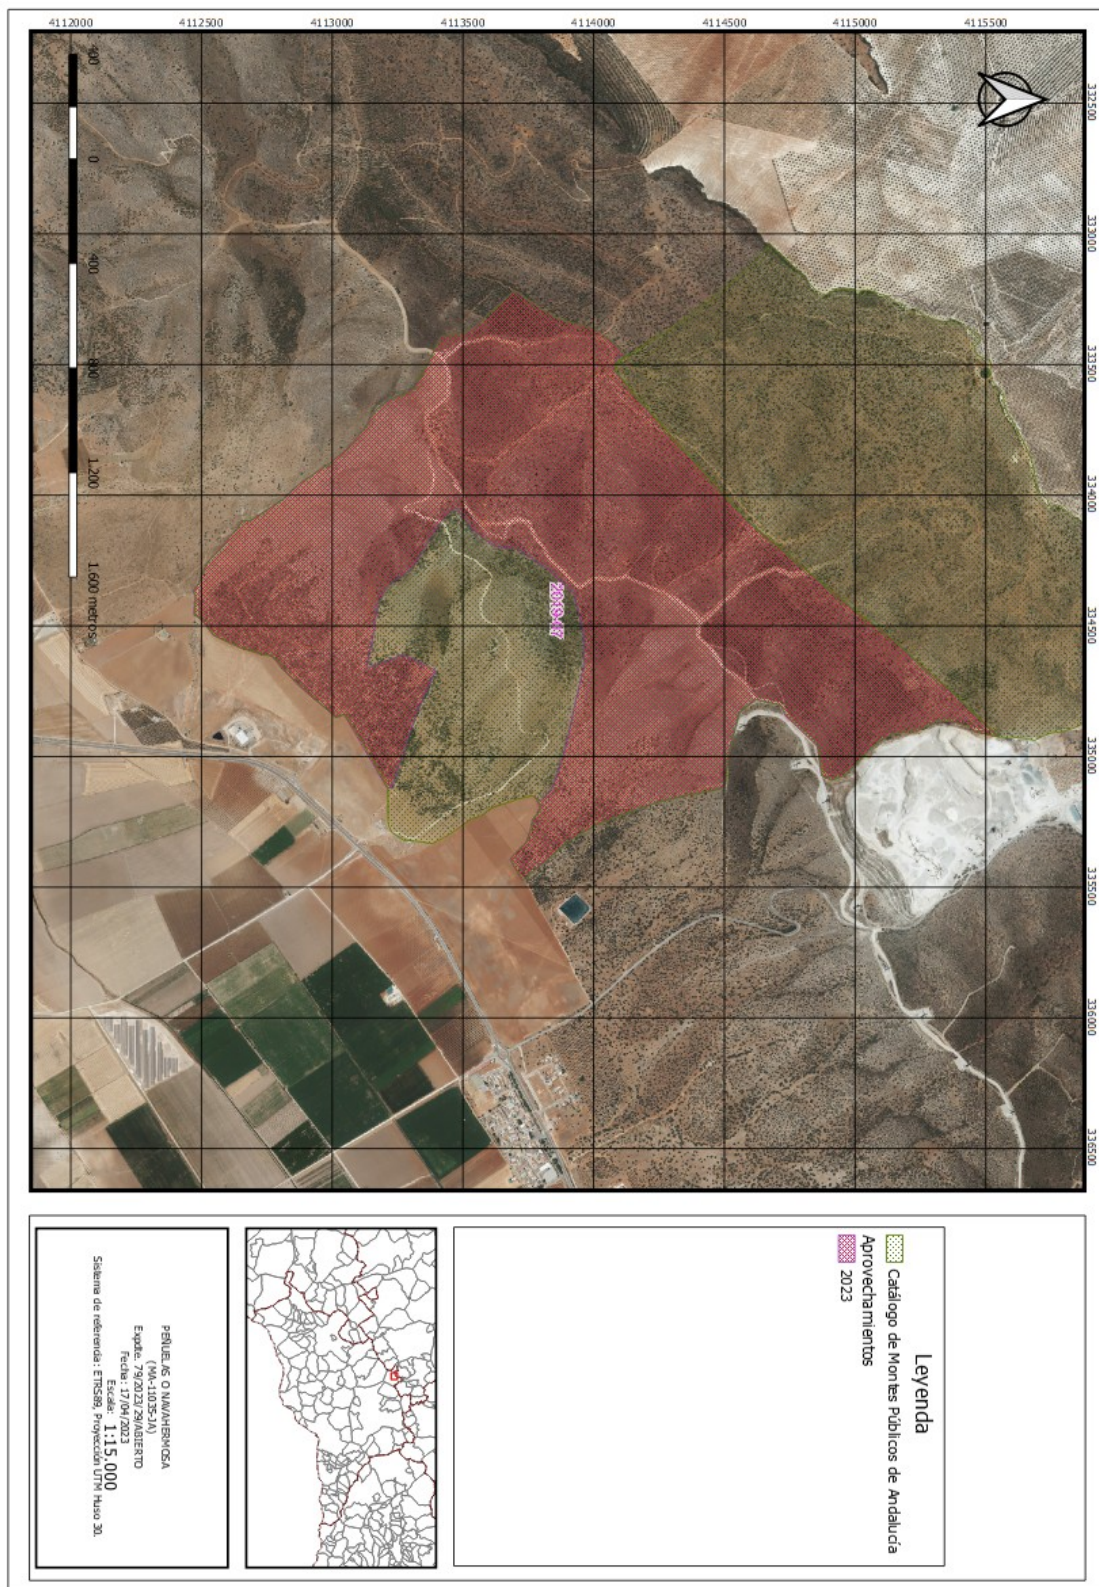 4112000
4112500
4113000
4113500
4114000
4114500
4115000
4115500
332500
333000
333500
334000
334500
335000
335500
336000
336500
400
0
400
800
1.200
1.600 metros
Leyenda
Catálogo de Montes Públicos de Andalucía
Aprovechamientos
2023
PEÑUELAS O NAVAHERMOSA
(MA-11035-JA)
Expdte. 79/2023/29/ABIERTO
Fecha: 17/04/2023
Escala: 1:15.000
Sistema de referencia: ETRS89, Proyección UTM Huso 30.